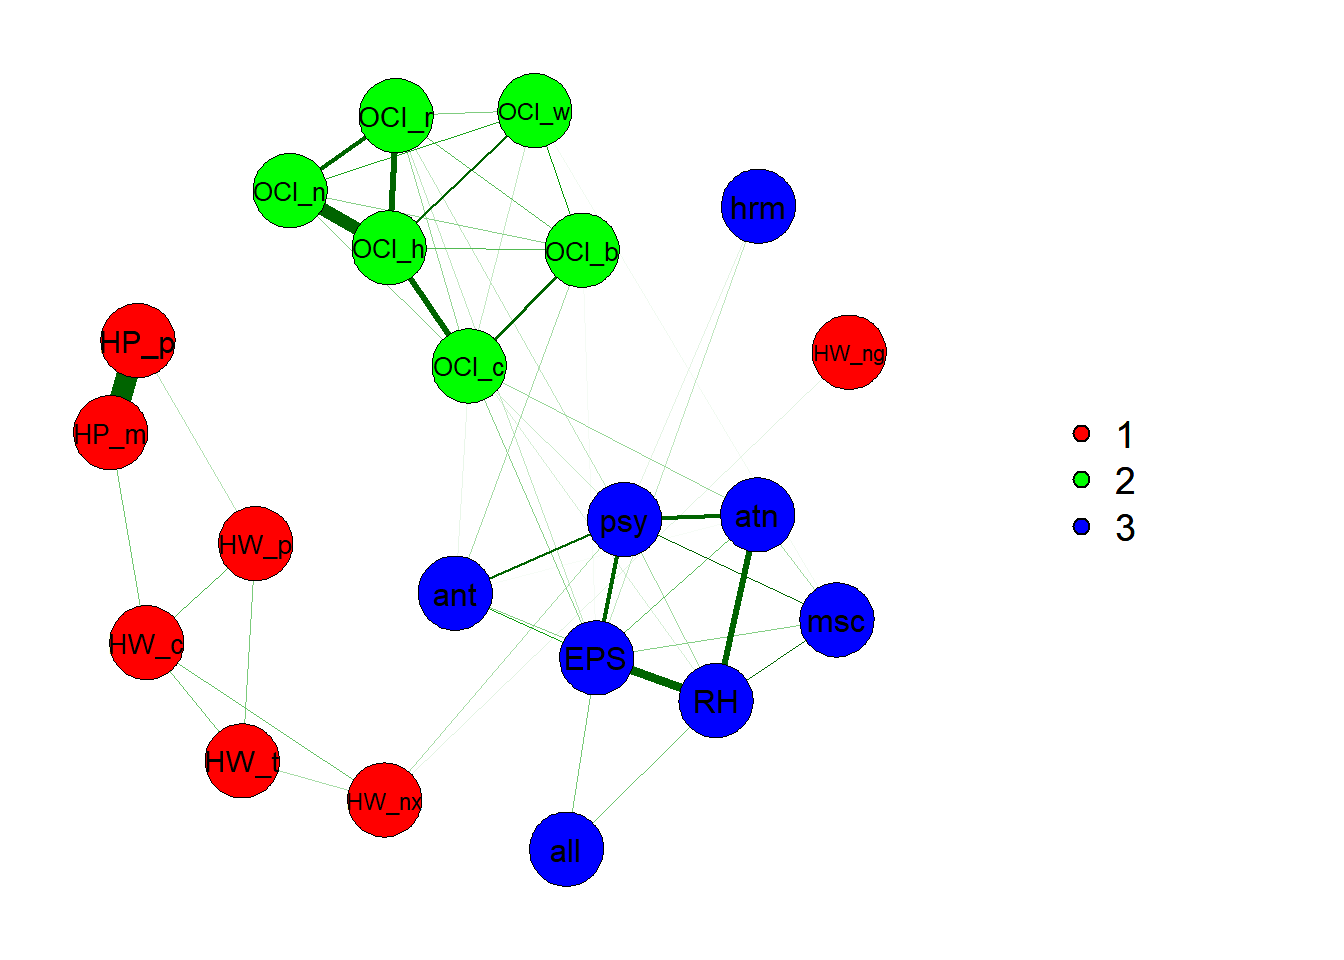 OCI_r
OCI_w
OCI_n
hrm
OCI_h
OCI_b
HP_p
HW_ng
OCI_c
HP_m
1
2
psy
atn
3
HW_p
ant
msc
HW_c
EPS
RH
HW_t
HW_nx
all